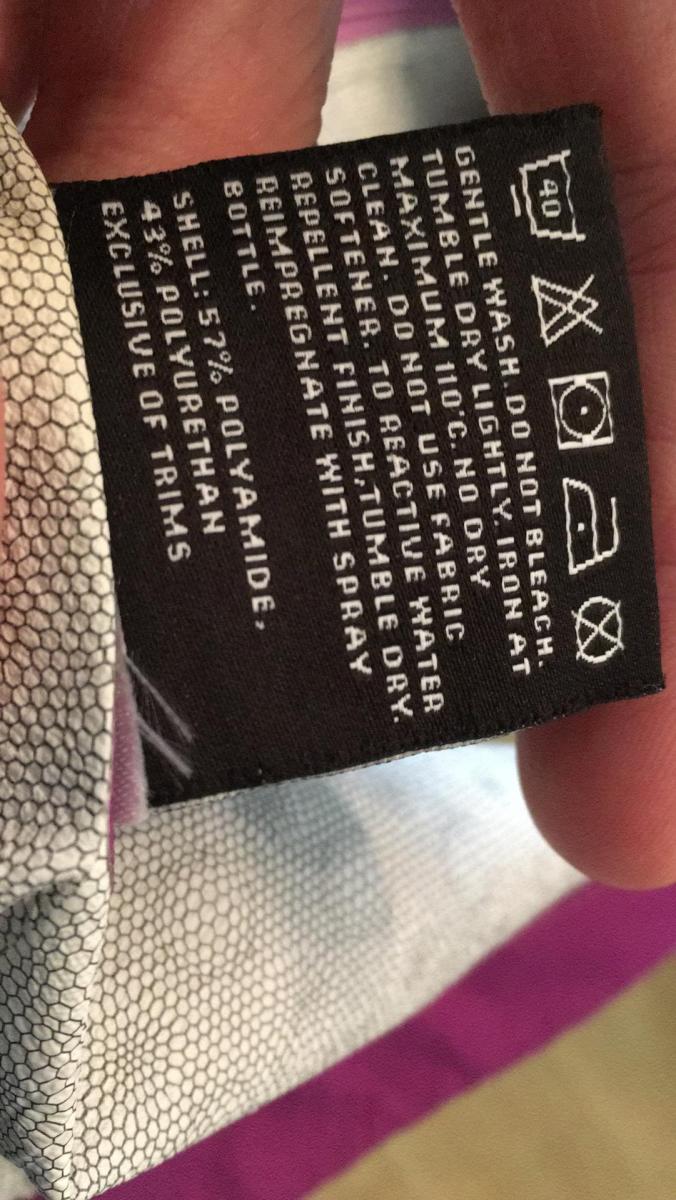 40
GENTLE WASH. DO NOT BLEACH.
TUMBLE DRY LIGHTLY. IRON AT
MAXIMUM 110°C. NO DRY
CLEAN. DO NOT USE FABRIC
SOFTENER. TO REACTIVE WATER
REPELLENT FINISH, TUMBLE DRY.
REIMPREGNATE WITH SPRAY
BOTTLE.
SHELL: 57% POLYAMIDE,
43% POLYURETHAN
EXCLUSIVE OF TRIMS